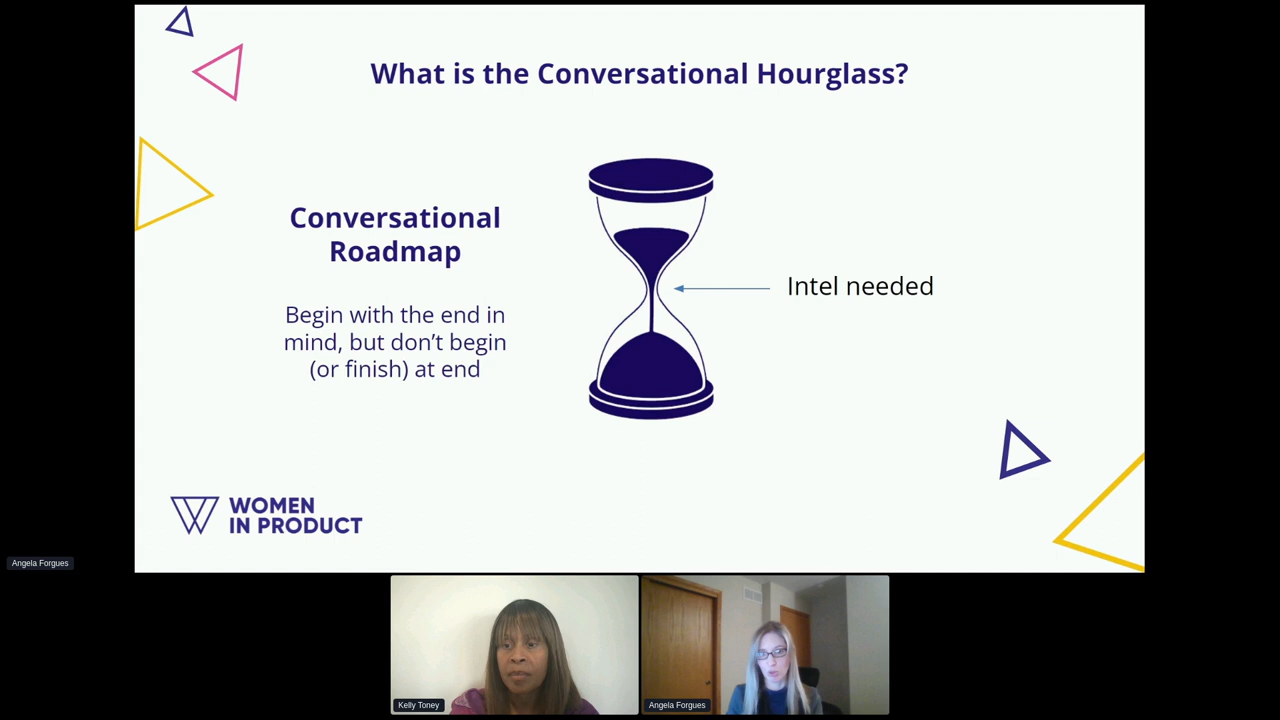 What is the Conversational Hourglass?
Conversational
Roadmap
Begin with the end in
mind, but don’t begin
(or finish) at end
Intel needed
WOMEN
IN PRODUCT
Angela Forgues
Kelly Toney
Angela Forgues